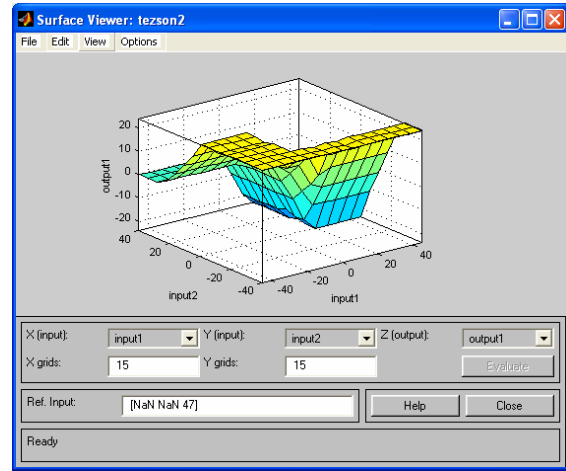 Surface Viewer: tezson2
File Edit View Options
20
10
0
-10
-20
output1
40
20
0
-20
-40
input2
-40
-20
0
20
40
input1
X (input): input1 Y (input): input2 Z (output): output1
X grids: 15 Y grids: 15 Evaluate
Ref. Input: [NaN NaN 47] Help Close
Ready